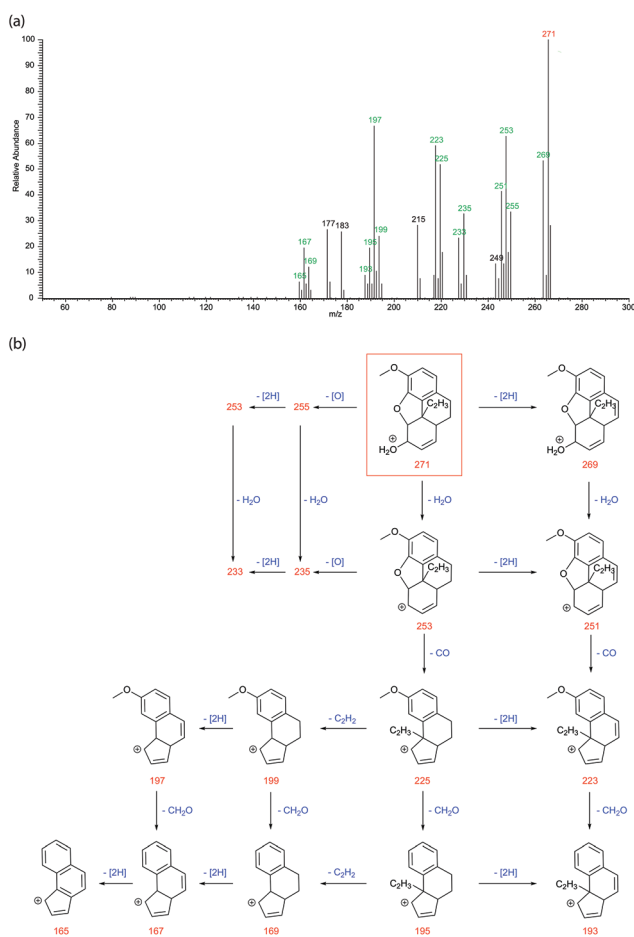 (a)
271
100
90
80
70
60
50
40
30
20
10
0
Relative Abundance
197
253
223
225
269
251
255
235
233
215
249
177
183
199
195
193
167
169
165
60
80
100
120
140
160
180
200
220
240
260
280
300
m/z
(b)
253 - [2H] 255 - [O]
O
O
C2H3
H2O
+
271
- [2H]
O
O
C2H3
H2O
+
269
- H2O - H2O - H2O - H2O
233 - [2H] 235 - [O]
O
O
C2H3
+
253
- [2H]
O
O
C2H3
+
251
- CO - CO
O
+
197
- [2H]
O
+
199
- C2H2
O
C2H3
+
225
- [2H]
O
C2H3
+
223
- CH2O - CH2O - CH2O - CH2O
+
165
- [2H]
+
167
- [2H]
+
169
- C2H2
C2H3
+
195
- [2H]
C2H3
+
193